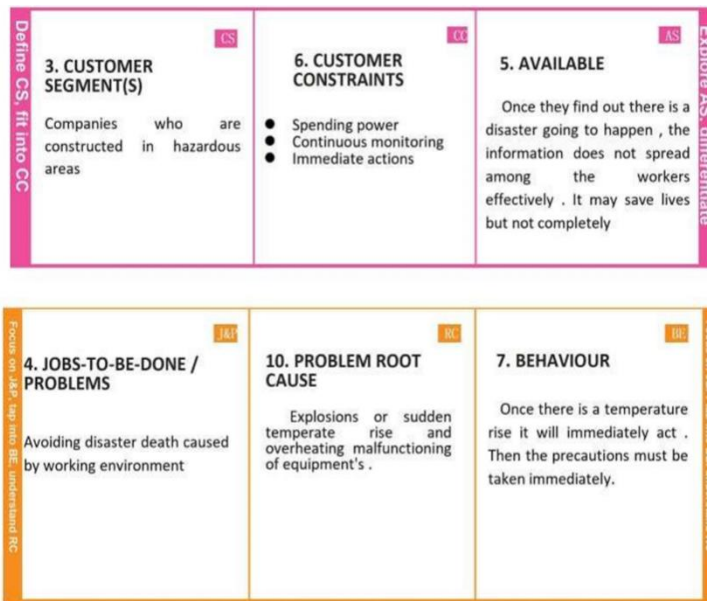 Define CS, fit into CC
CS
3. CUSTOMER
SEGMENT(S)
Companies who are
constructed in hazardous
areas
CC
6. CUSTOMER
CONSTRAINTS
● Spending power
● Continuous monitoring
● Immediate actions
AS
5. AVAILABLE
Once they find out there is a
disaster going to happen , the
information does not spread
among the workers
effectively . It may save lives
but not completely
Explore AS, differentiate
Focus on J&P, tap into BE, understand RC
J&P
4. JOBS-TO-BE-DONE /
PROBLEMS
Avoiding disaster death caused
by working environment
RC
10. PROBLEM ROOT
CAUSE
Explosions or sudden
temperate rise and
overheating malfunctioning
of equipment's .
BE
7. BEHAVIOUR
Once there is a temperature
rise it will immediately act .
Then the precautions must be
taken immediately.